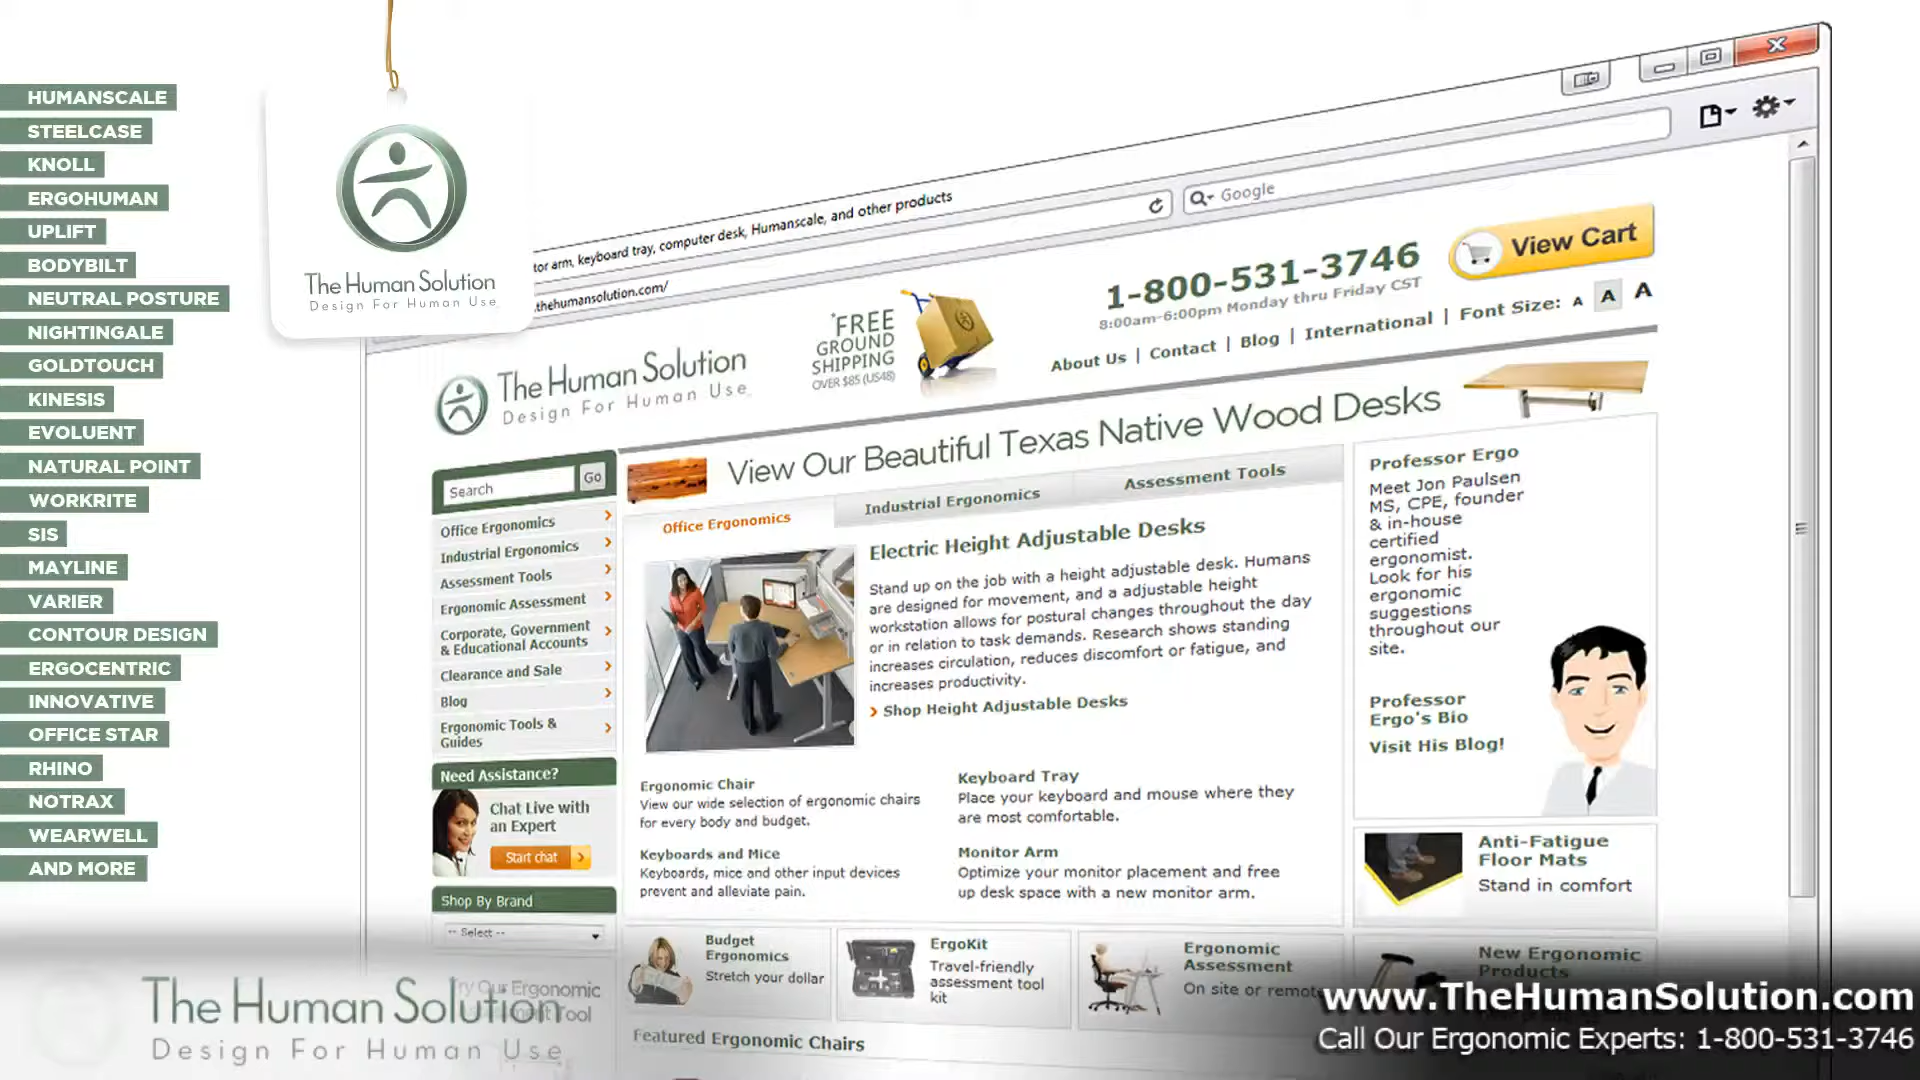 HUMANSCALE
STEELCASE
KNOLL
ERGOHUMAN
UPLIFT
BODYBILT
NEUTRAL POSTURE
NIGHTINGALE
GOLDTOUCH
KINESIS
EVOLUENT
NATURAL POINT
WORKRITE
SIS
MAYLINE
VARIER
CONTOUR DESIGN
ERGOCENTRIC
INNOVATIVE
OFFICE STAR
RHINO
NOTRAX
WEARWELL
AND MORE
The Human Solution
Design For Human Use
tor arm, keyboard tray, computer desk, Humanscale, and other products
.thehumansolution.com/
Google
The Human Solution
Design For Human Use
*FREE
GROUND
SHIPPING
OVER $85 (US48)
1-800-531-3746
8:00am-6:00pm Monday thru Friday CST
View Cart
About Us | Contact | Blog | International | Font Size: A A A
View Our Beautiful Texas Native Wood Desks
Search
Go
Office Ergonomics
Industrial Ergonomics
Assessment Tools
Ergonomic Assessment
Corporate, Government
& Educational Accounts
Clearance and Sale
Blog
Ergonomic Tools &
Guides
Need Assistance?
Chat Live with
an Expert
Start chat
Shop By Brand
-- Select --
Try Our Ergonomic
Tool
Office Ergonomics
Industrial Ergonomics
Assessment Tools
Electric Height Adjustable Desks
Stand up on the job with a height adjustable desk. Humans
are designed for movement, and a adjustable height
workstation allows for postural changes throughout the day
or in relation to task demands. Research shows standing
increases circulation, reduces discomfort or fatigue, and
increases productivity.
Shop Height Adjustable Desks
Ergonomic Chair
View our wide selection of ergonomic chairs
for every body and budget.
Keyboard Tray
Place your keyboard and mouse where they
are most comfortable.
Keyboards and Mice
Keyboards, mice and other input devices
prevent and alleviate pain.
Monitor Arm
Optimize your monitor placement and free
up desk space with a new monitor arm.
Professor Ergo
Meet Jon Paulsen
MS, CPE, founder
& in-house
certified
ergonomist.
Look for his
ergonomic
suggestions
throughout our
site.
Professor
Ergo's Bio
Visit His Blog!
Anti-Fatigue
Floor Mats
Stand in comfort
Budget
Ergonomics
Stretch your dollar
ErgoKit
Travel-friendly
assessment tool
kit
Ergonomic
Assessment
On site or remote
New Ergonomic
Products
Featured Ergonomic Chairs
The Human Solution
Design For Human Use
www.TheHumanSolution.com
Call Our Ergonomic Experts: 1-800-531-3746